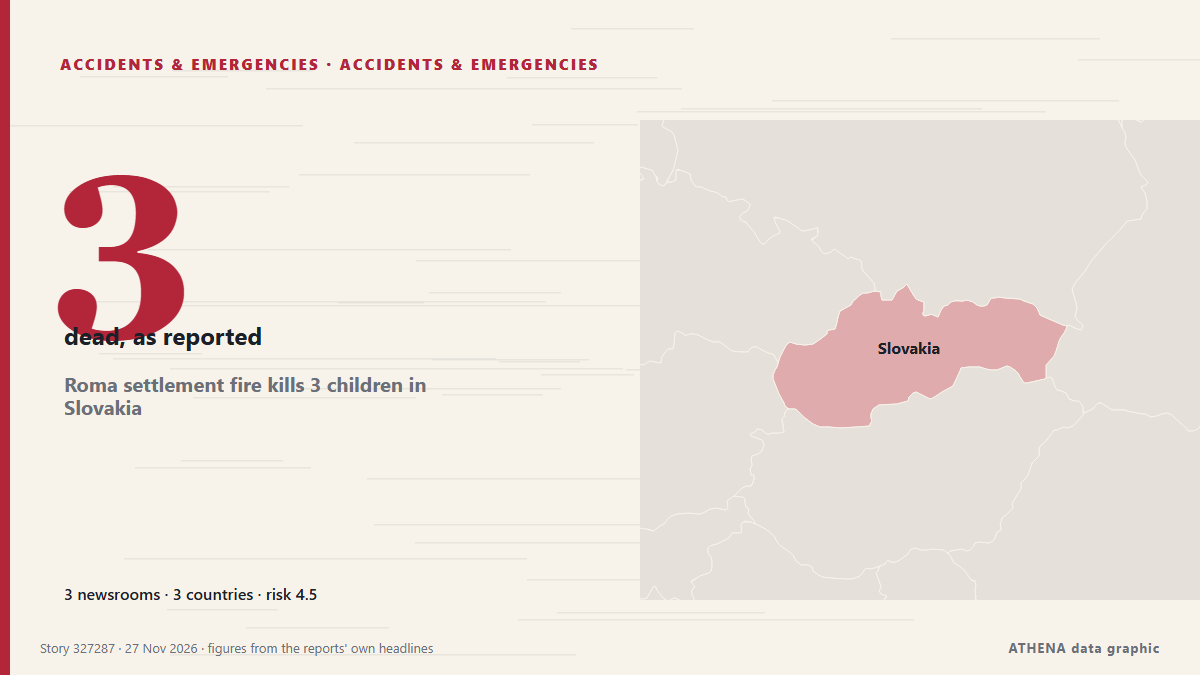 ACCIDENTS & EMERGENCIES · ACCIDENTS & EMERGENCIES
3
dead, as reported
Roma settlement fire kills 3 children in
Slovakia
Slovakia
3 newsrooms · 3 countries · risk 4.5
Story 327287 · 27 Nov 2026 · figures from the reports' own headlines
ATHENA data graphic